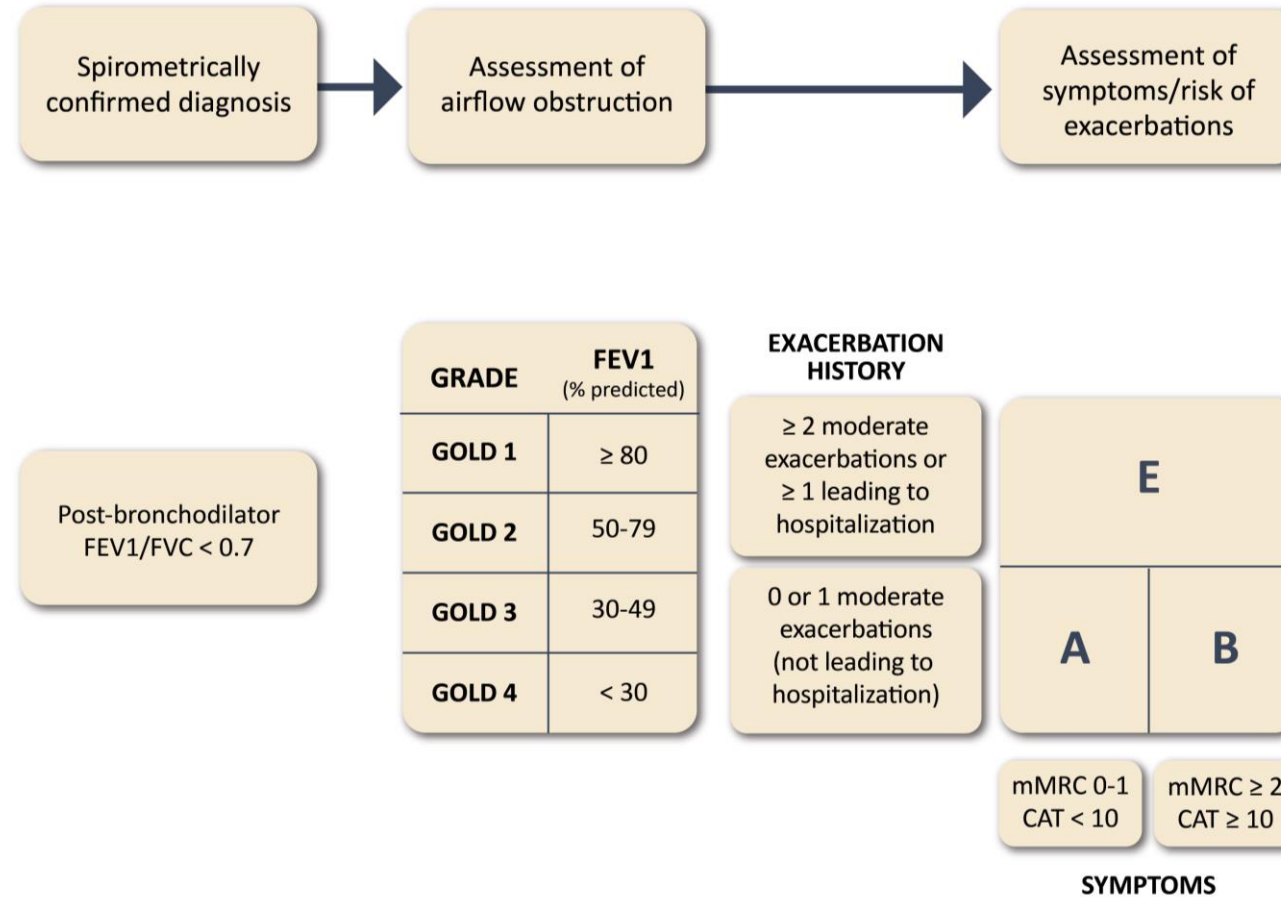 Spirometrically
confirmed diagnosis
Assessment of
airflow obstruction
Assessment of
symptoms/risk of
exacerbations
Post-bronchodilator
FEV1/FVC < 0.7
GRADE
FEV1
(% predicted)
GOLD 1
≥ 80
GOLD 2
50-79
GOLD 3
30-49
GOLD 4
< 30
EXACERBATION
HISTORY
≥ 2 moderate
exacerbations or
≥ 1 leading to
hospitalization
0 or 1 moderate
exacerbations
(not leading to
hospitalization)
E
A
B
mMRC 0-1
CAT < 10
mMRC ≥ 2
CAT ≥ 10
SYMPTOMS